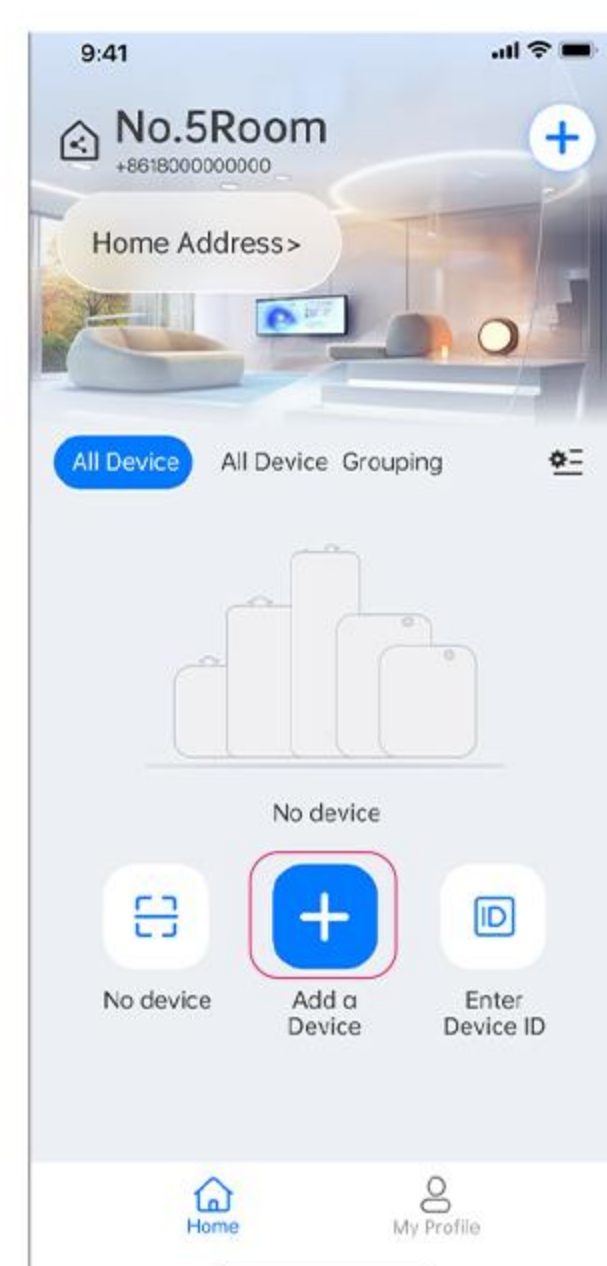 9:41
No.5Room
+8618000000000
Home Address>
All Device
All Device Grouping
No device
No device
Add a
Device
ID
Enter
Device ID
Home
My Profile